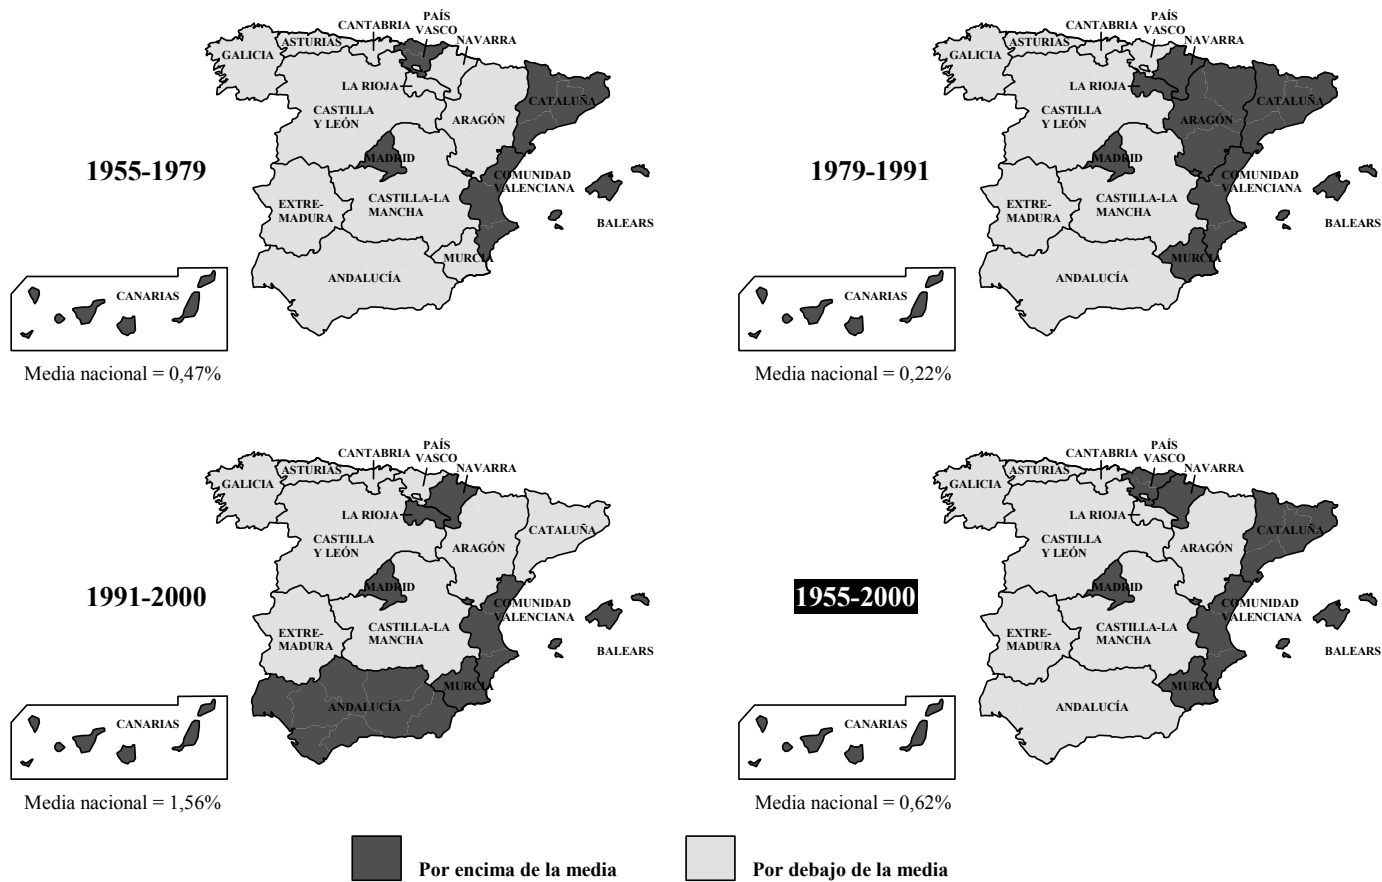 CANTABRIA
PAÍS
VASCO
NAVARRA
ASTURIAS
GALICIA
LA RIOJA
CATALUÑA
CASTILLA
Y LEÓN
ARAGÓN
MADRID
1955-1979
COMUNIDAD
VALENCIANA
CASTILLA-LA
MANCHA
EXTRE-
MADURA
BALEARS
MURCIA
ANDALUCÍA
CANARIAS
Media nacional = 0,47%
CANTABRIA
PAÍS
VASCO
NAVARRA
ASTURIAS
GALICIA
LA RIOJA
CATALUÑA
CASTILLA
Y LEÓN
ARAGÓN
MADRID
1979-1991
COMUNIDAD
VALENCIANA
CASTILLA-LA
MANCHA
EXTRE-
MADURA
BALEARS
MURCIA
ANDALUCÍA
CANARIAS
Media nacional = 0,22%
CANTABRIA
PAÍS
VASCO
NAVARRA
ASTURIAS
GALICIA
LA RIOJA
CATALUÑA
CASTILLA
Y LEÓN
ARAGÓN
MADRID
1991-2000
COMUNIDAD
VALENCIANA
CASTILLA-LA
MANCHA
EXTRE-
MADURA
BALEARS
MURCIA
ANDALUCÍA
CANARIAS
Media nacional = 1,56%
CANTABRIA
PAÍS
VASCO
NAVARRA
ASTURIAS
GALICIA
LA RIOJA
CATALUÑA
CASTILLA
Y LEÓN
ARAGÓN
MADRID
1955-2000
COMUNIDAD
VALENCIANA
CASTILLA-LA
MANCHA
EXTRE-
MADURA
BALEARS
MURCIA
ANDALUCÍA
CANARIAS
Media nacional = 0,62%
Por encima de la media
Por debajo de la media